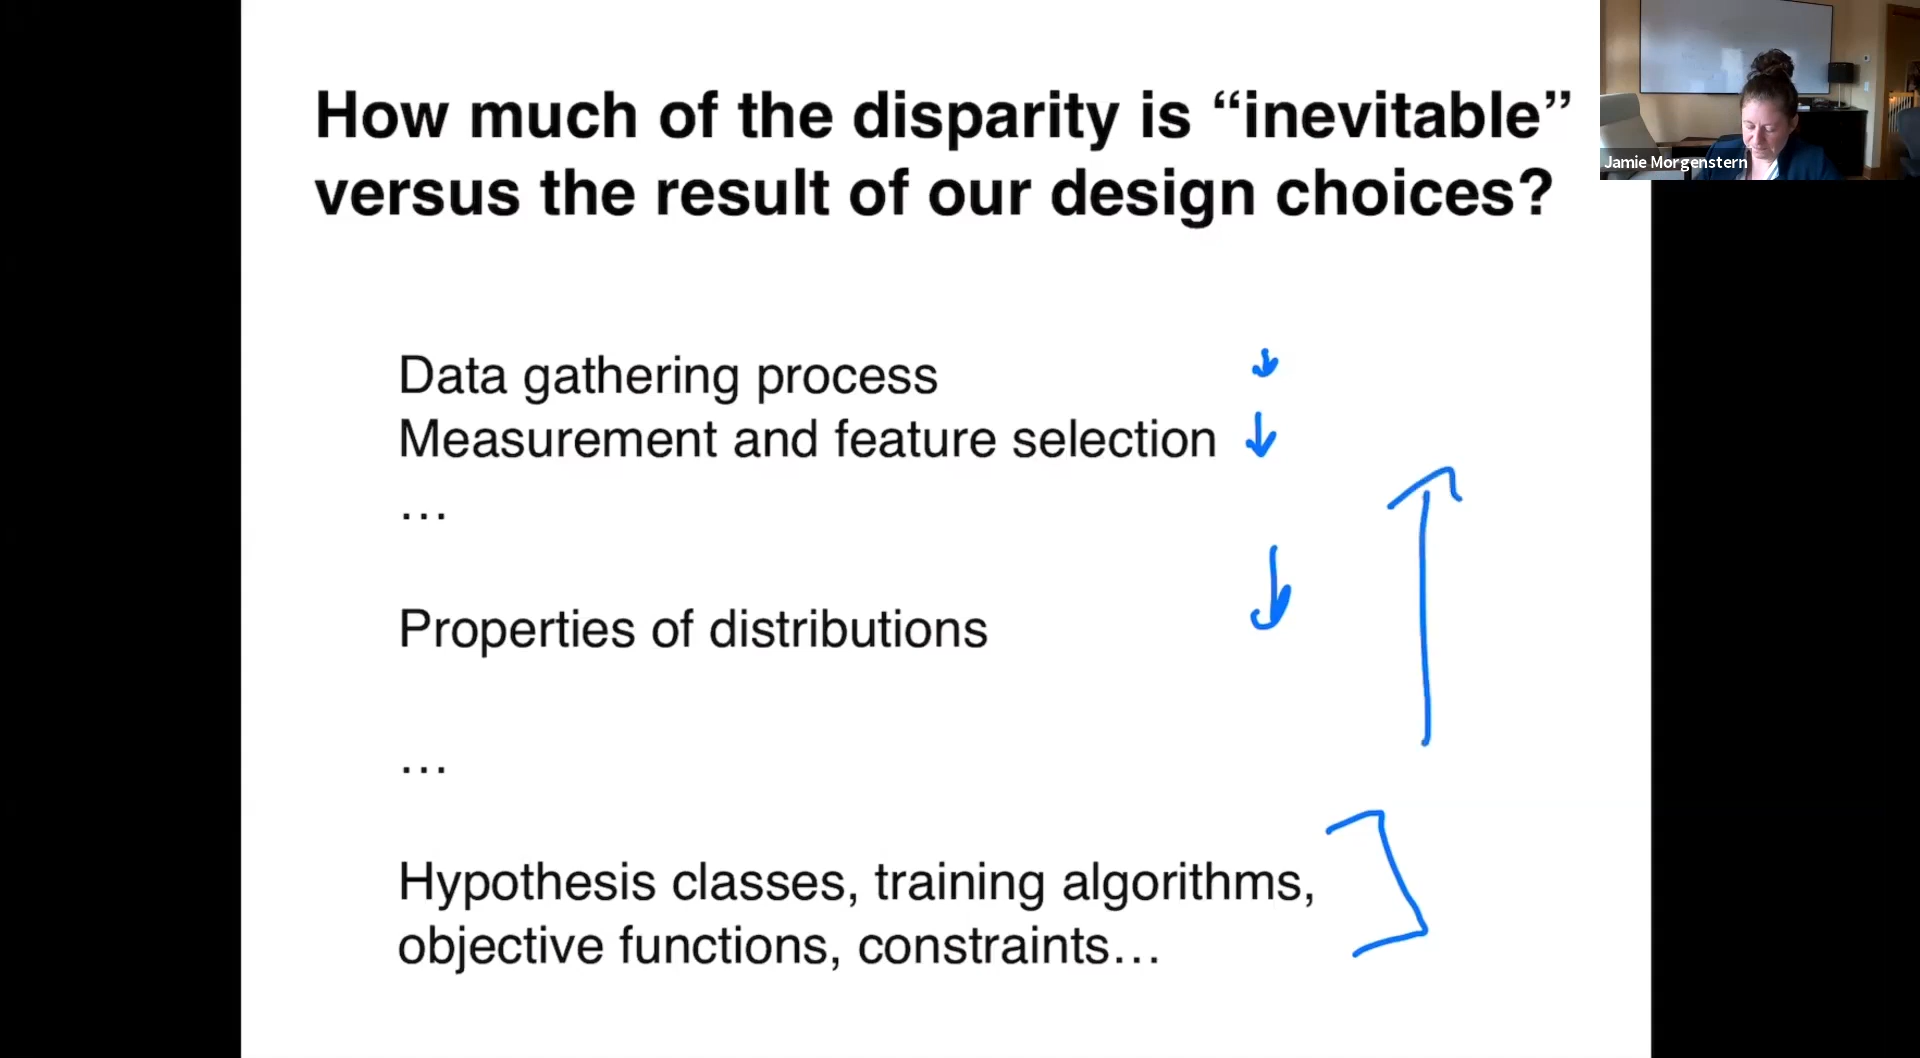 How much of the disparity is “inevitable”
versus the result of our design choices?
Jamie Morgenstern
Data gathering process
Measurement and feature selection
…
Properties of distributions
…
Hypothesis classes, training algorithms,
objective functions, constraints…